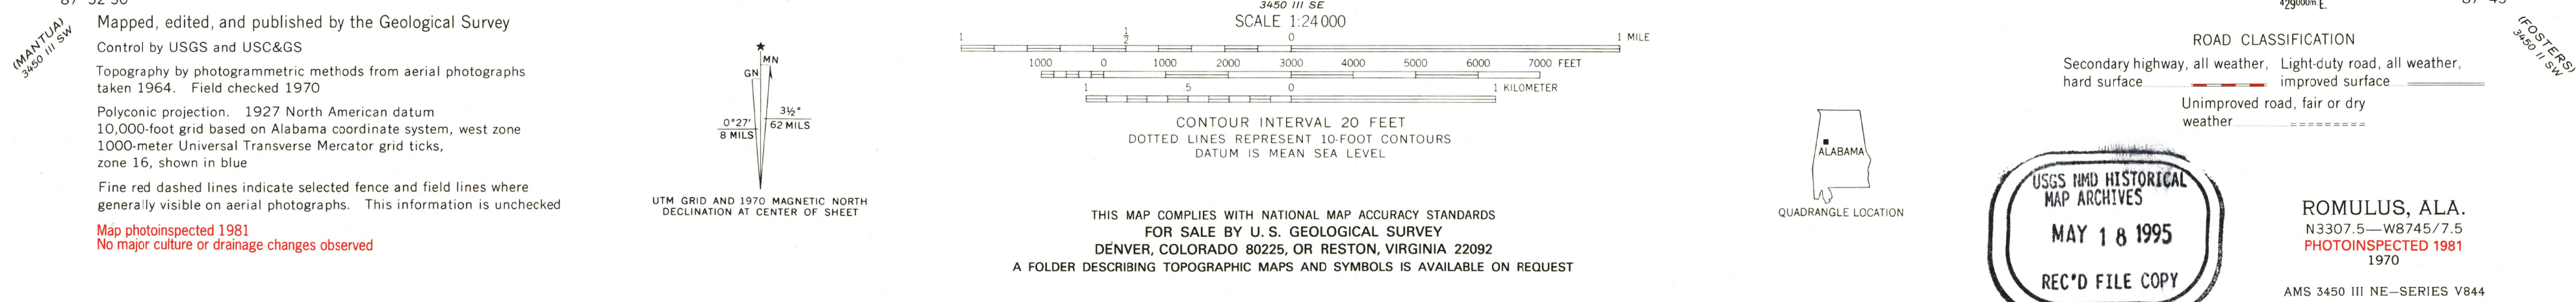 (MANTUA)
3450 III SW
Mapped, edited, and published by the Geological Survey
Control by USGS and USC&GS
Topography by photogrammetric methods from aerial photographs
taken 1964. Field checked 1970
Polyconic projection. 1927 North American datum
10,000-foot grid based on Alabama coordinate system, west zone
1000-meter Universal Transverse Mercator grid ticks,
zone 16, shown in blue
Fine red dashed lines indicate selected fence and field lines where
generally visible on aerial photographs. This information is unchecked
Map photoinspected 1981
No major culture or drainage changes observed
MN
GN
0°27'
8 MILS
3½°
62 MILS
UTM GRID AND 1970 MAGNETIC NORTH
DECLINATION AT CENTER OF SHEET
3450 III SE
SCALE 1:24 000
1 ½ 0 1 MILE
1000 0 1000 2000 3000 4000 5000 6000 7000 FEET
1 .5 0 1 KILOMETER
CONTOUR INTERVAL 20 FEET
DOTTED LINES REPRESENT 10-FOOT CONTOURS
DATUM IS MEAN SEA LEVEL
THIS MAP COMPLIES WITH NATIONAL MAP ACCURACY STANDARDS
FOR SALE BY U. S. GEOLOGICAL SURVEY
DENVER, COLORADO 80225, OR RESTON, VIRGINIA 22092
A FOLDER DESCRIBING TOPOGRAPHIC MAPS AND SYMBOLS IS AVAILABLE ON REQUEST
ALABAMA
QUADRANGLE LOCATION
429000m.E.
(FOSTERS)
3450 II SW
ROAD CLASSIFICATION
Secondary highway, all weather,
hard surface
Light-duty road, all weather,
improved surface
Unimproved road, fair or dry
weather
USGS NMD HISTORICAL
MAP ARCHIVES
MAY 18 1995
REC'D FILE COPY
ROMULUS, ALA.
N3307.5—W8745/7.5
PHOTOINSPECTED 1981
1970
AMS 3450 III NE—SERIES V844